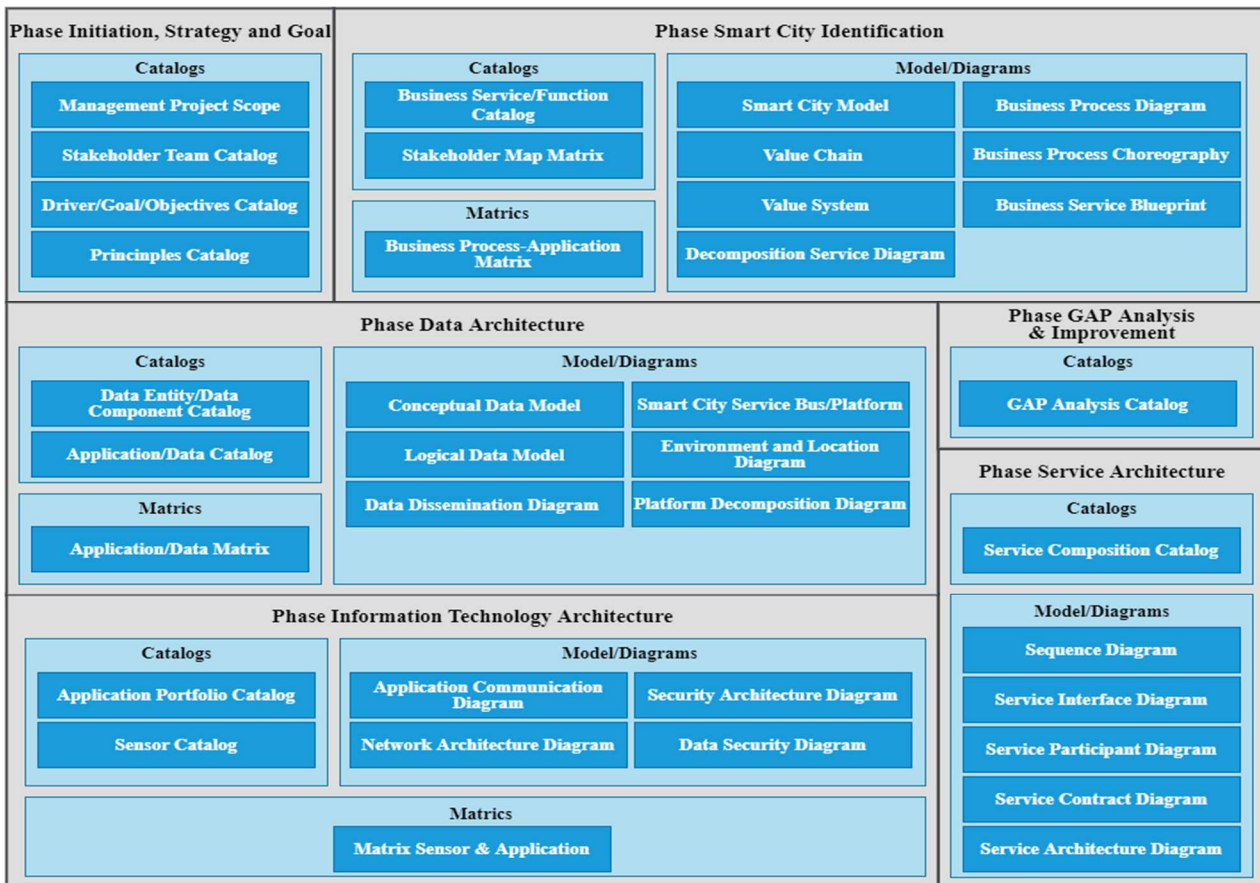 Phase Initiation, Strategy and Goal
Catalogs
Management Project Scope
Stakeholder Team Catalog
Driver/Goal/Objectives Catalog
Princinples Catalog
Phase Smart City Identification
Catalogs
Business Service/Function
Catalog
Stakeholder Map Matrix
Matrics
Business Process-Application
Matrix
Model/Diagrams
Smart City Model
Business Process Diagram
Value Chain
Business Process Choreography
Value System
Business Service Blueprint
Decomposition Service Diagram
Phase Data Architecture
Catalogs
Data Entity/Data
Component Catalog
Application/Data Catalog
Matrics
Application/Data Matrix
Model/Diagrams
Conceptual Data Model
Smart City Service Bus/Platform
Logical Data Model
Environment and Location
Diagram
Data Dissemination Diagram
Platform Decomposition Diagram
Phase GAP Analysis
& Improvement
Catalogs
GAP Analysis Catalog
Phase Service Architecture
Catalogs
Service Composition Catalog
Model/Diagrams
Sequence Diagram
Service Interface Diagram
Service Participant Diagram
Service Contract Diagram
Service Architecture Diagram
Phase Information Technology Architecture
Catalogs
Application Portfolio Catalog
Sensor Catalog
Model/Diagrams
Application Communication
Diagram
Security Architecture Diagram
Network Architecture Diagram
Data Security Diagram
Matrics
Matrix Sensor & Application